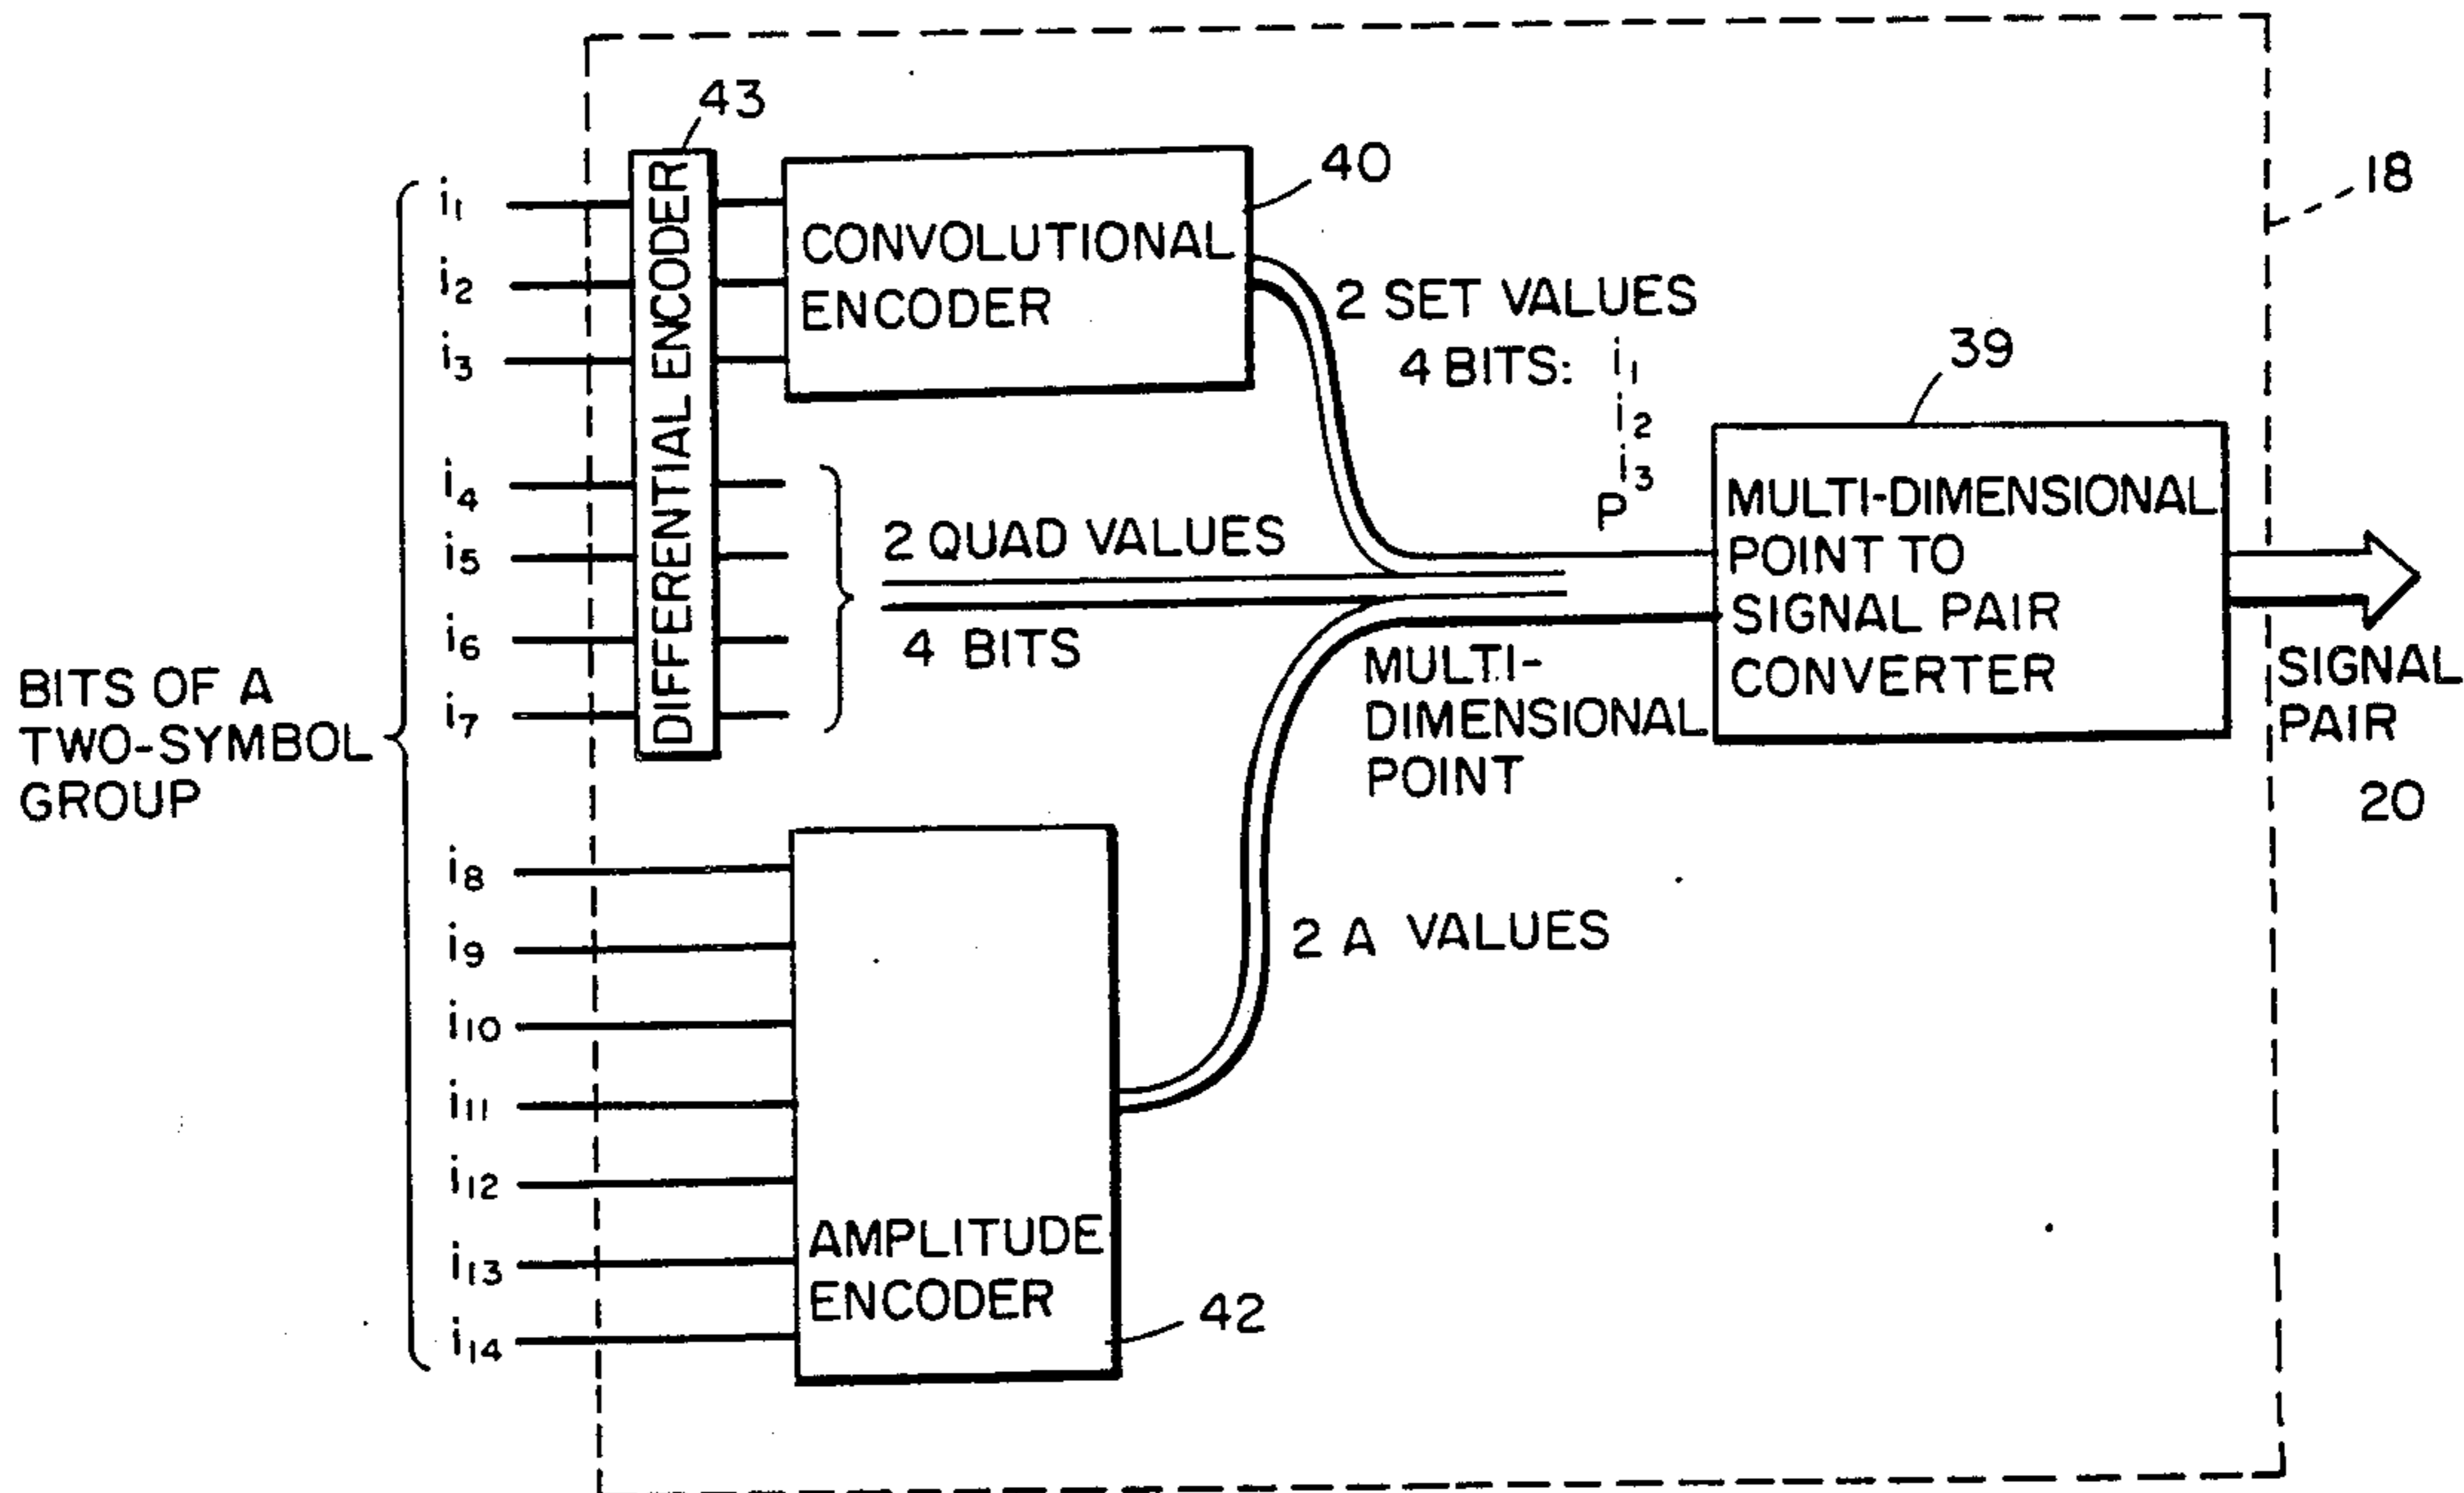 43
40
18
i1
i2
i3
i4
i5
i6
i7
DIFFERENTIAL ENCODER
CONVOLUTIONAL
ENCODER
2 SET VALUES
4 BITS: i1
i2
i3
P
39
2 QUAD VALUES
4 BITS
MULTI-DIMENSIONAL
POINT TO
SIGNAL PAIR
CONVERTER
MULTI-
DIMENSIONAL
POINT
SIGNAL
PAIR
20
BITS OF A
TWO-SYMBOL
GROUP
i8
i9
i10
i11
i12
i13
i14
2 A VALUES
AMPLITUDE
ENCODER
42